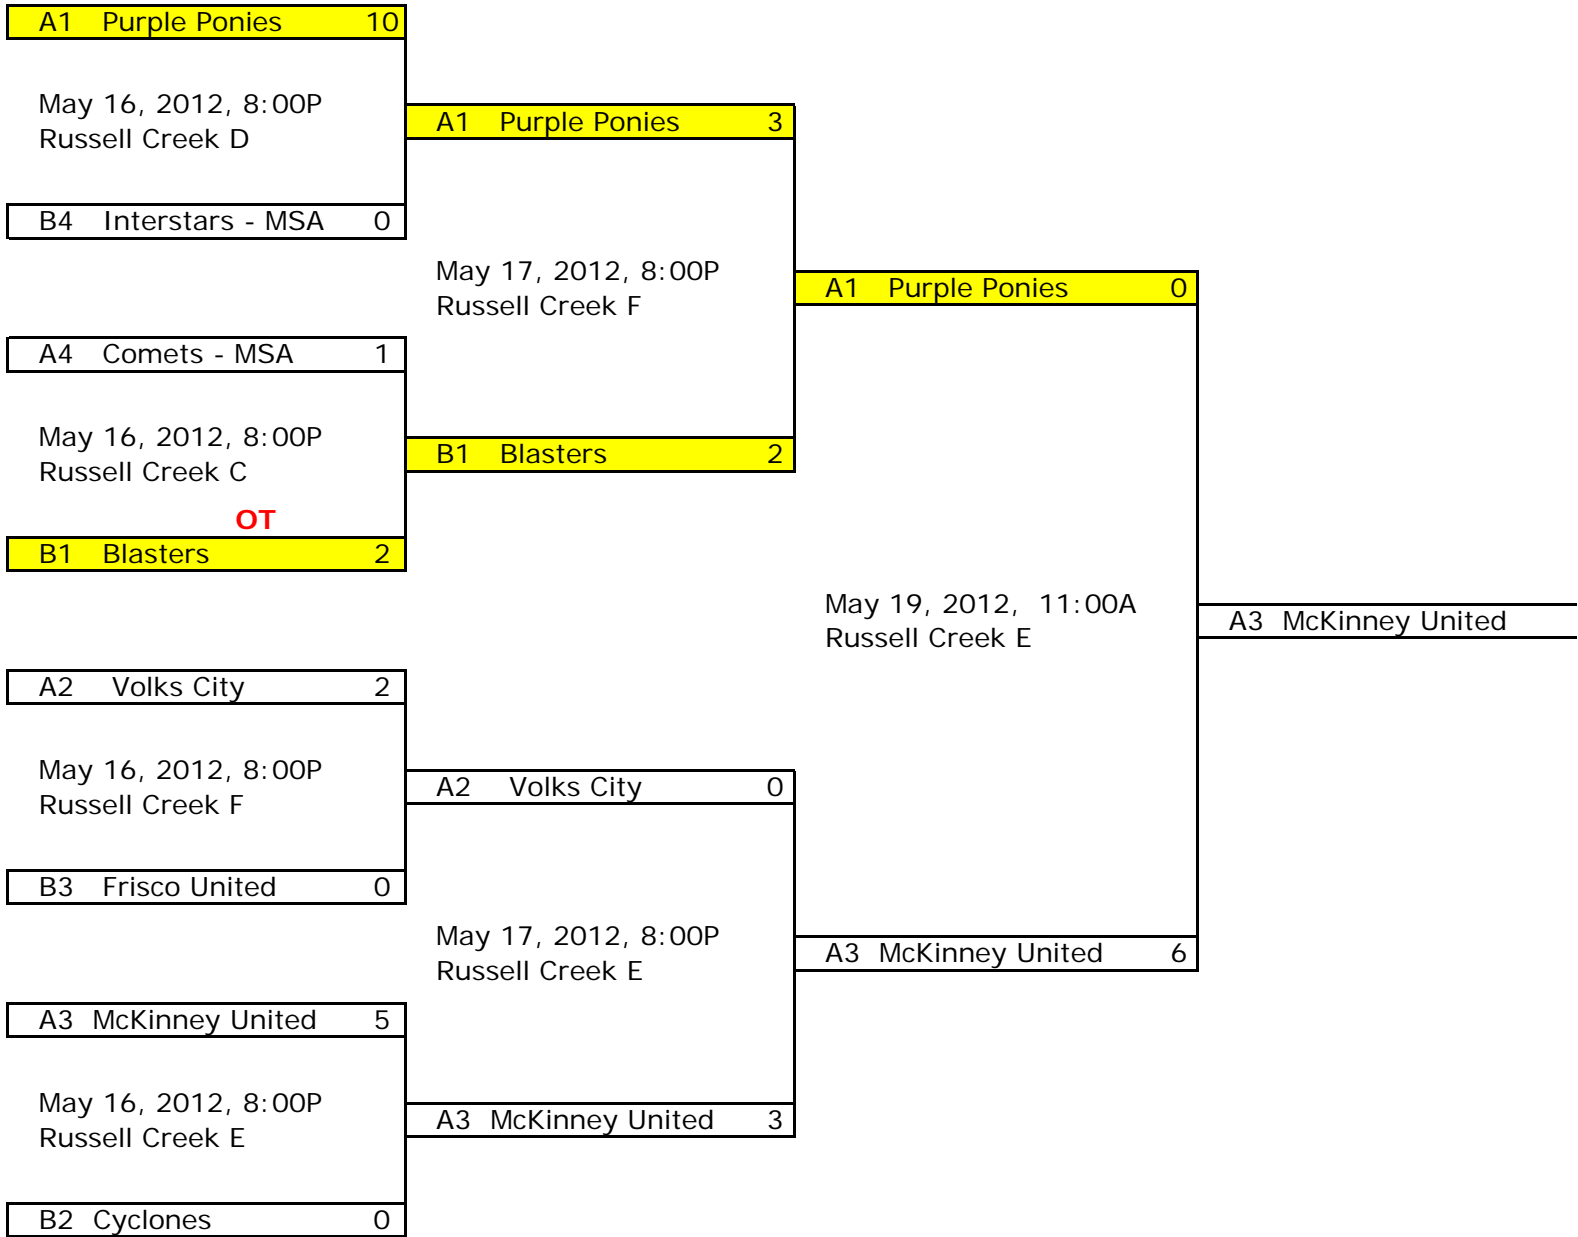 A1 Purple Ponies 10
May 16, 2012, 8:00P
Russell Creek D
B4 Interstars - MSA 0
A4 Comets - MSA 1
May 16, 2012, 8:00P
Russell Creek C
OT
B1 Blasters 2
A2 Volks City 2
May 16, 2012, 8:00P
Russell Creek F
B3 Frisco United 0
A3 McKinney United 5
May 16, 2012, 8:00P
Russell Creek E
B2 Cyclones 0
A1 Purple Ponies 3
May 17, 2012, 8:00P
Russell Creek F
B1 Blasters 2
A2 Volks City 0
May 17, 2012, 8:00P
Russell Creek E
A3 McKinney United 3
A1 Purple Ponies 0
May 19, 2012, 11:00A
Russell Creek E
A3 McKinney United 6
A3 McKinney United